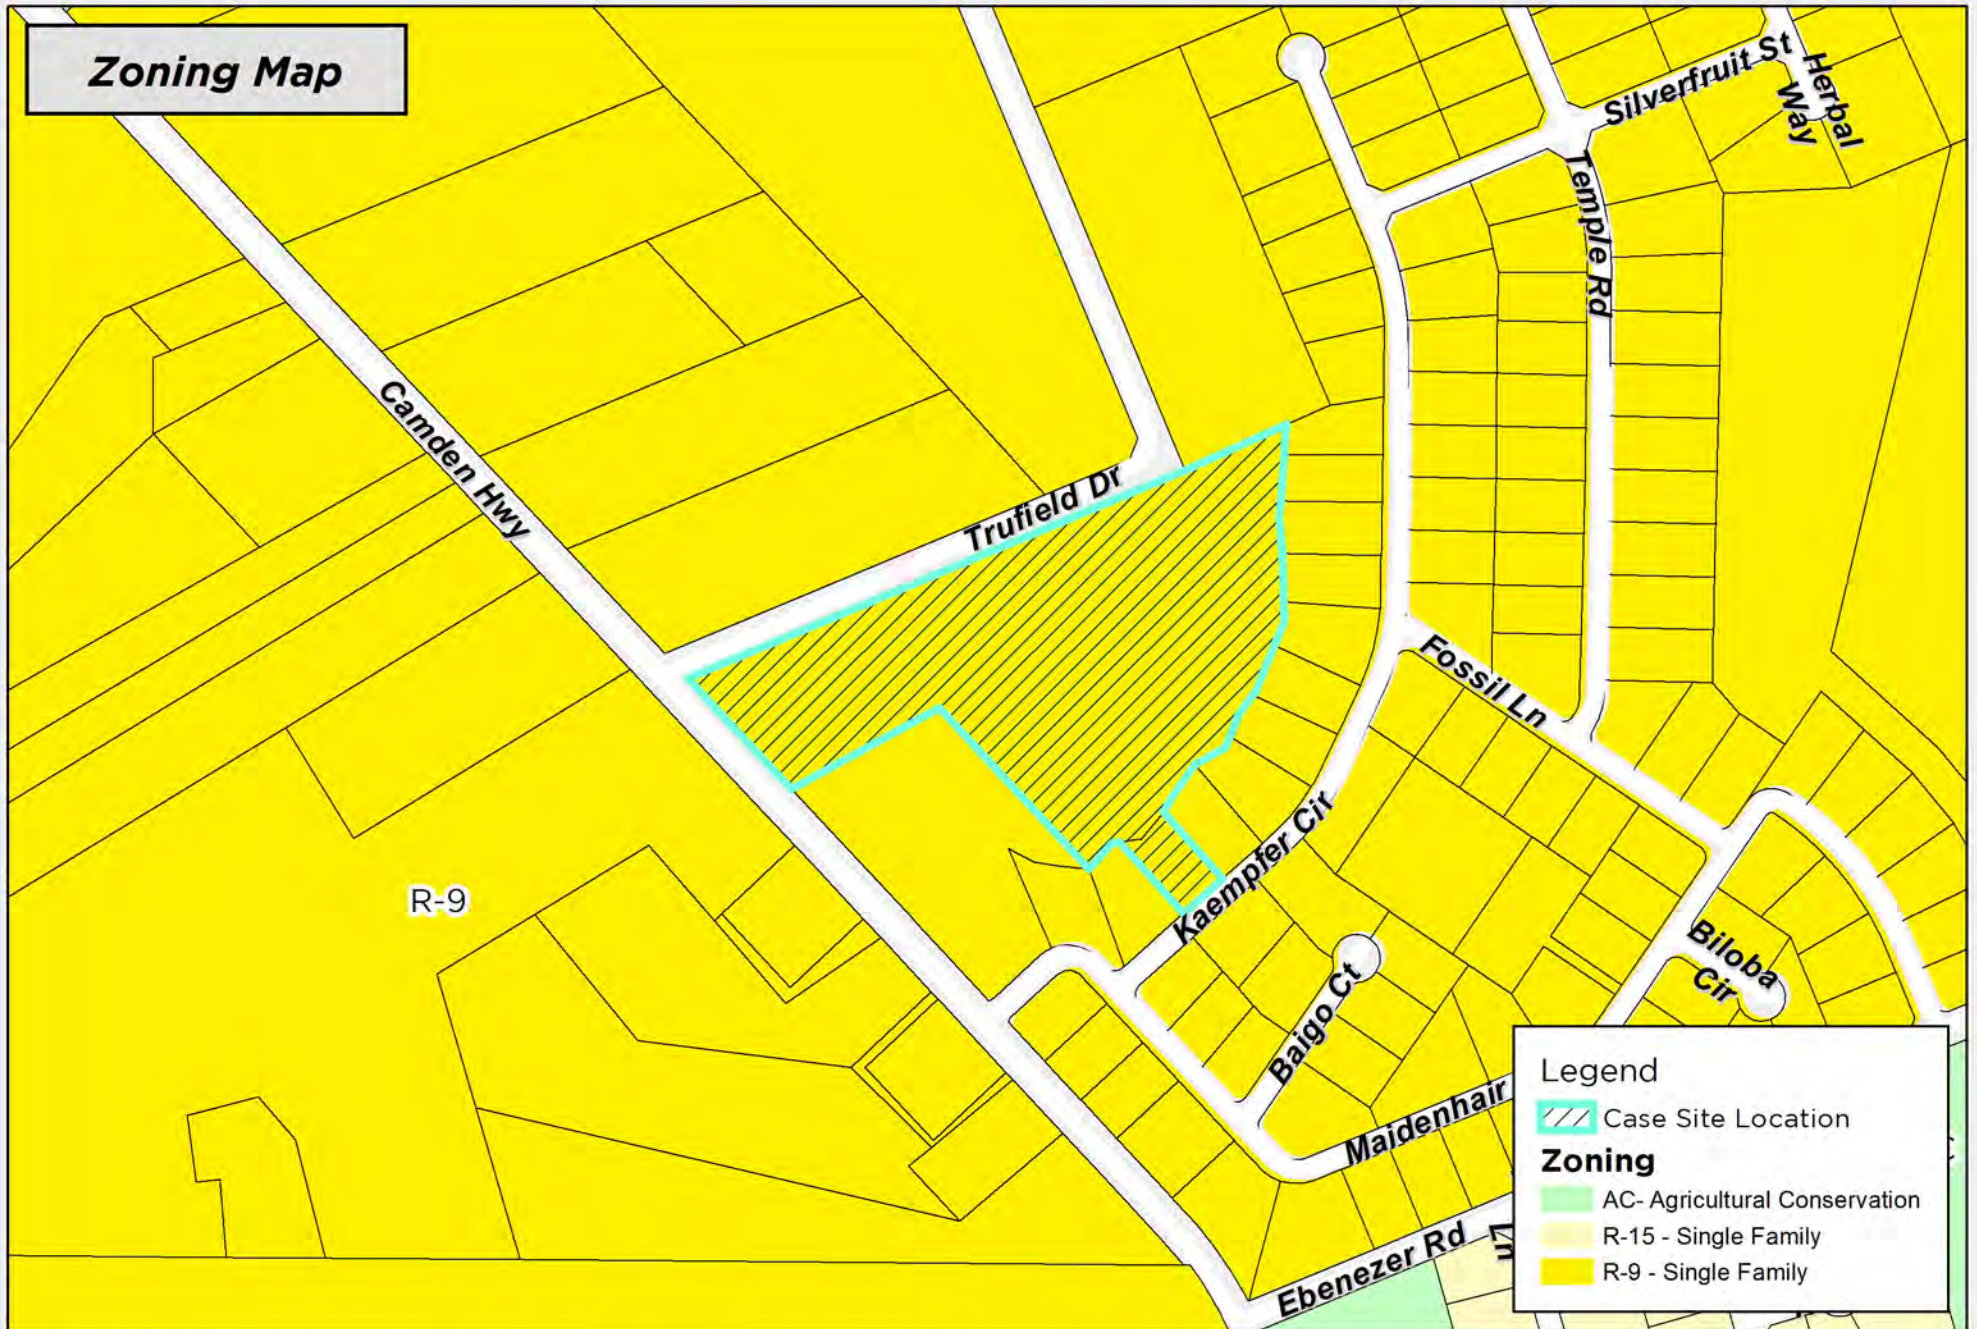 Zoning Map
Silverfruit St
Herbal
Way
Temple Rd
Camden Hwy
Trufield Dr
Fossil Ln
Kaempfer Cir
R-9
Biloba
Cir
Baigo Ct
Maidenhair
Ebenezer Rd
Ln
Legend
Case Site Location
Zoning
AC- Agricultural Conservation
R-15 - Single Family
R-9 - Single Family